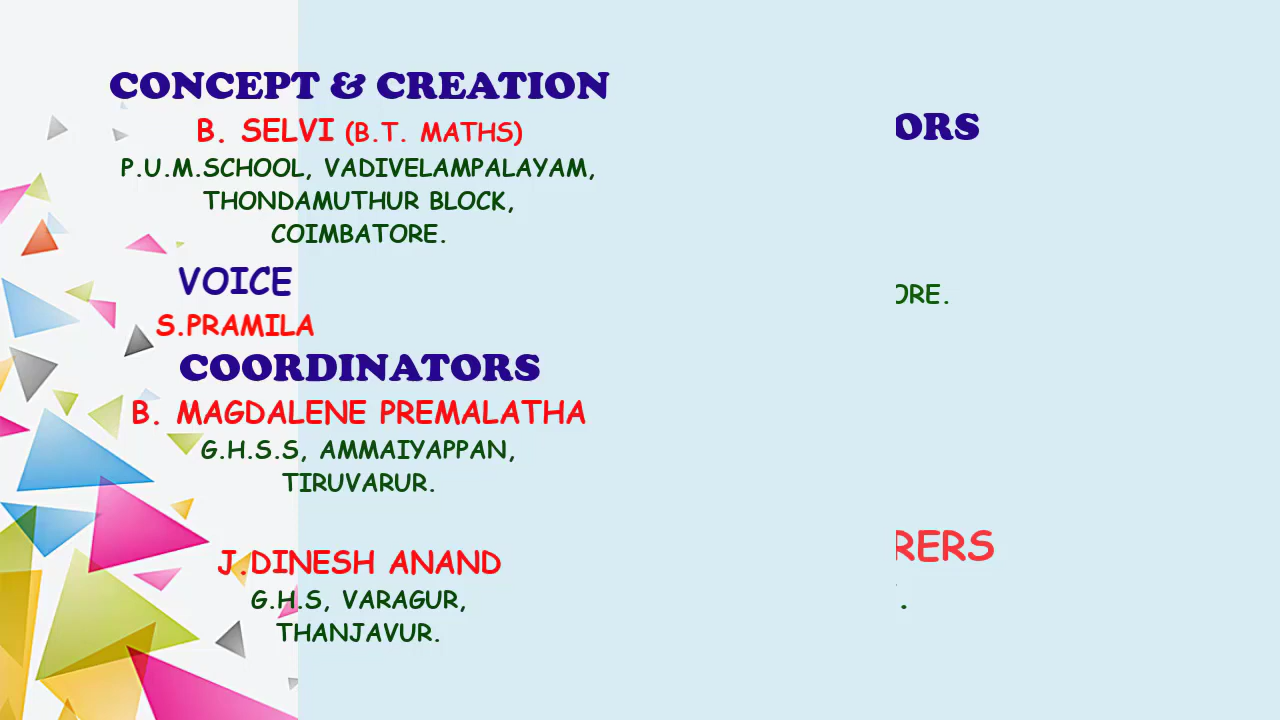 CONCEPT & CREATION
B. SELVI (B.T. MATHS)
P.U.M.SCHOOL, VADIVELAMPALAYAM,
THONDAMUTHUR BLOCK,
COIMBATORE.
VOICE
S.PRAMILA
COORDINATORS
B. MAGDALENE PREMALATHA
G.H.S.S, AMMAIYAPPAN,
TIRUVARUR.
J.DINESH ANAND
G.H.S, VARAGUR,
THANJAVUR.
ORS
ORE.
RERS